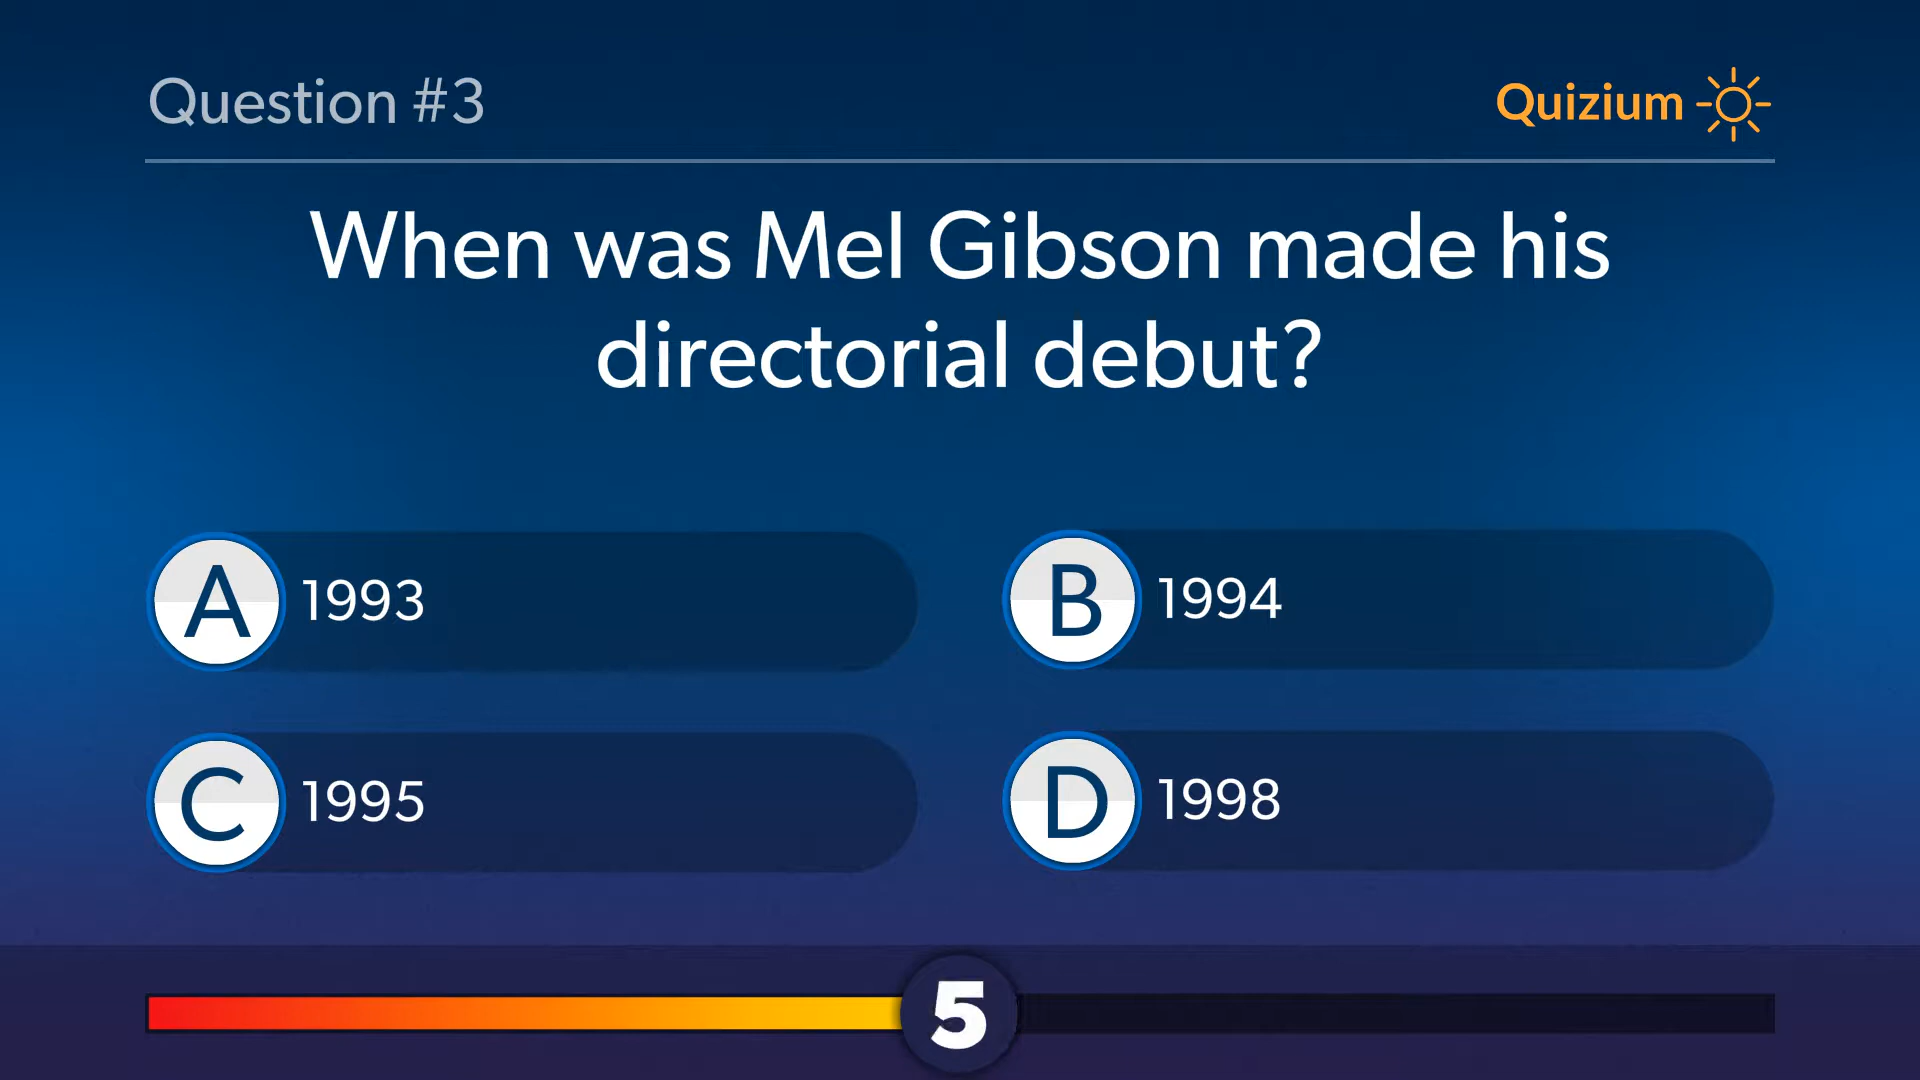 Question #3
Quizium
When was Mel Gibson made his
directorial debut?
A 1993
B 1994
C 1995
D 1998
5